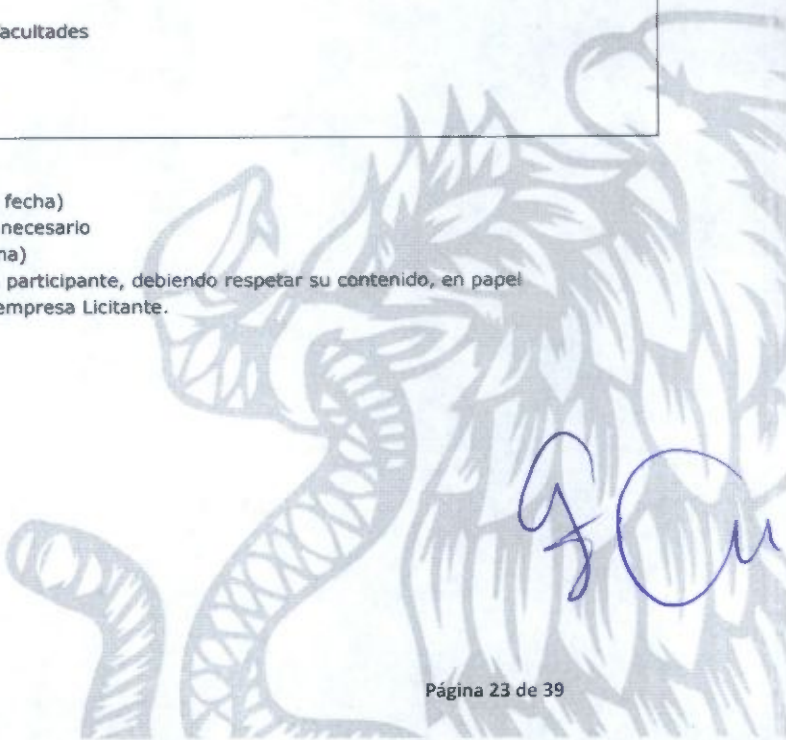 acultades
fecha)
necesario
na)
participante, debiendo respetar su contenido, en papel
empresa Licitante.
Página 23 de 39